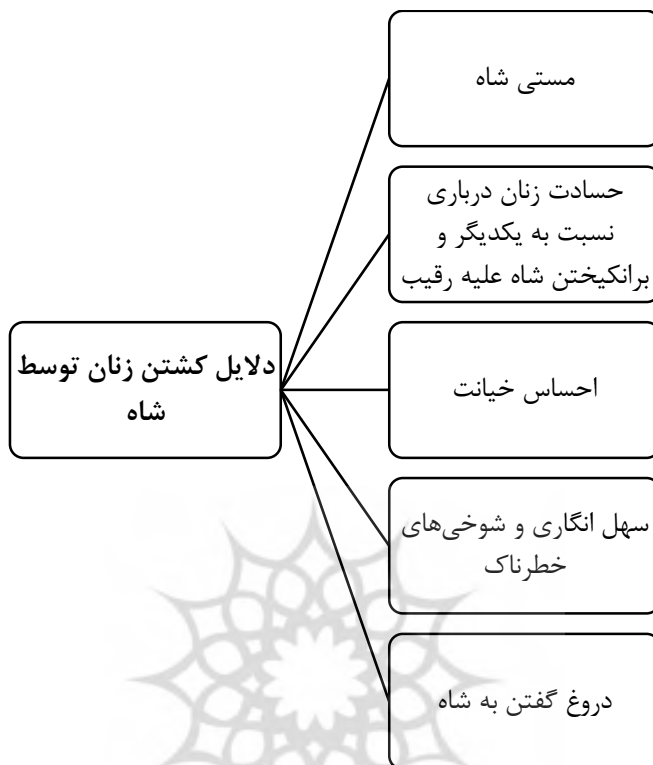 مستی شاه
حسادت زنان درباری
نسبت به یکدیگر و
برانکیختن شاه علیه رقیب
دلایل کشتن زنان توسط
شاه
احساس خیانت
سهل انگاری و شوخی‌های
خطرناک
دروغ گفتن به شاه